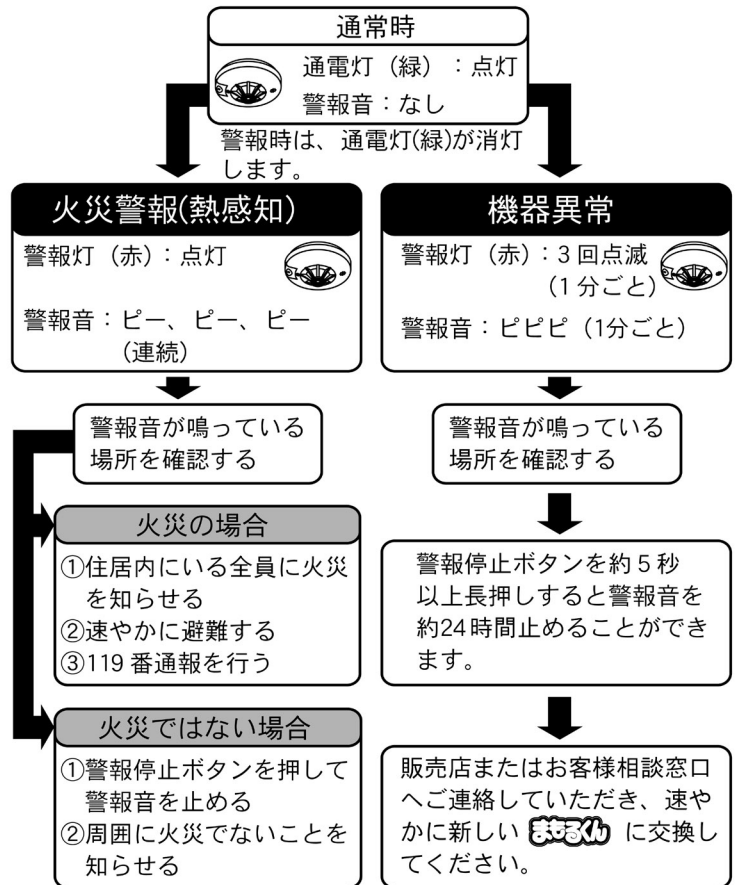 通常時
通電灯（緑）：点灯
警報音：なし
警報時は、通電灯(緑)が消灯
します。
火災警報(熱感知)
警報灯（赤）：点灯
警報音：ピー、ピー、ピー
（連続）
火災の場合
警報音が鳴っている
場所を確認する
①住居内にいる全員に火災
を知らせる
②速やかに避難する
③119番通報を行う
火災ではない場合
①警報停止ボタンを押して
警報音を止める
②周囲に火災でないことを
知らせる
機器異常
警報灯（赤）：3回点滅
（1分ごと）
警報音：ピピピ（1分ごと）
警報音が鳴っている
場所を確認する
警報停止ボタンを約5秒
以上長押しすると警報音を
約24時間止めることができ
ます。
販売店またはお客様相談窓口
へご連絡していただき、速や
かに新しい まもるくん に交換し
てください。